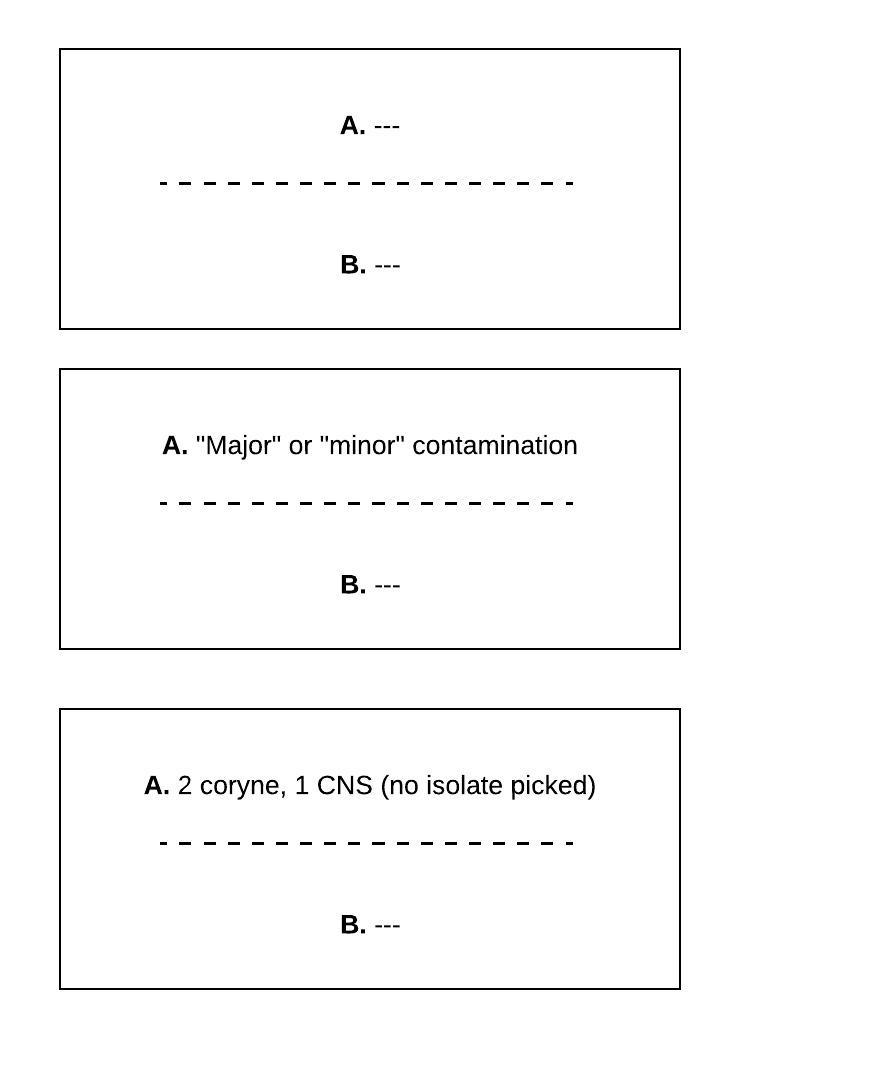 A. ---
B. ---
A. "Major" or "minor" contamination
B. ---
A. 2 coryne, 1 CNS (no isolate picked)
B. ---